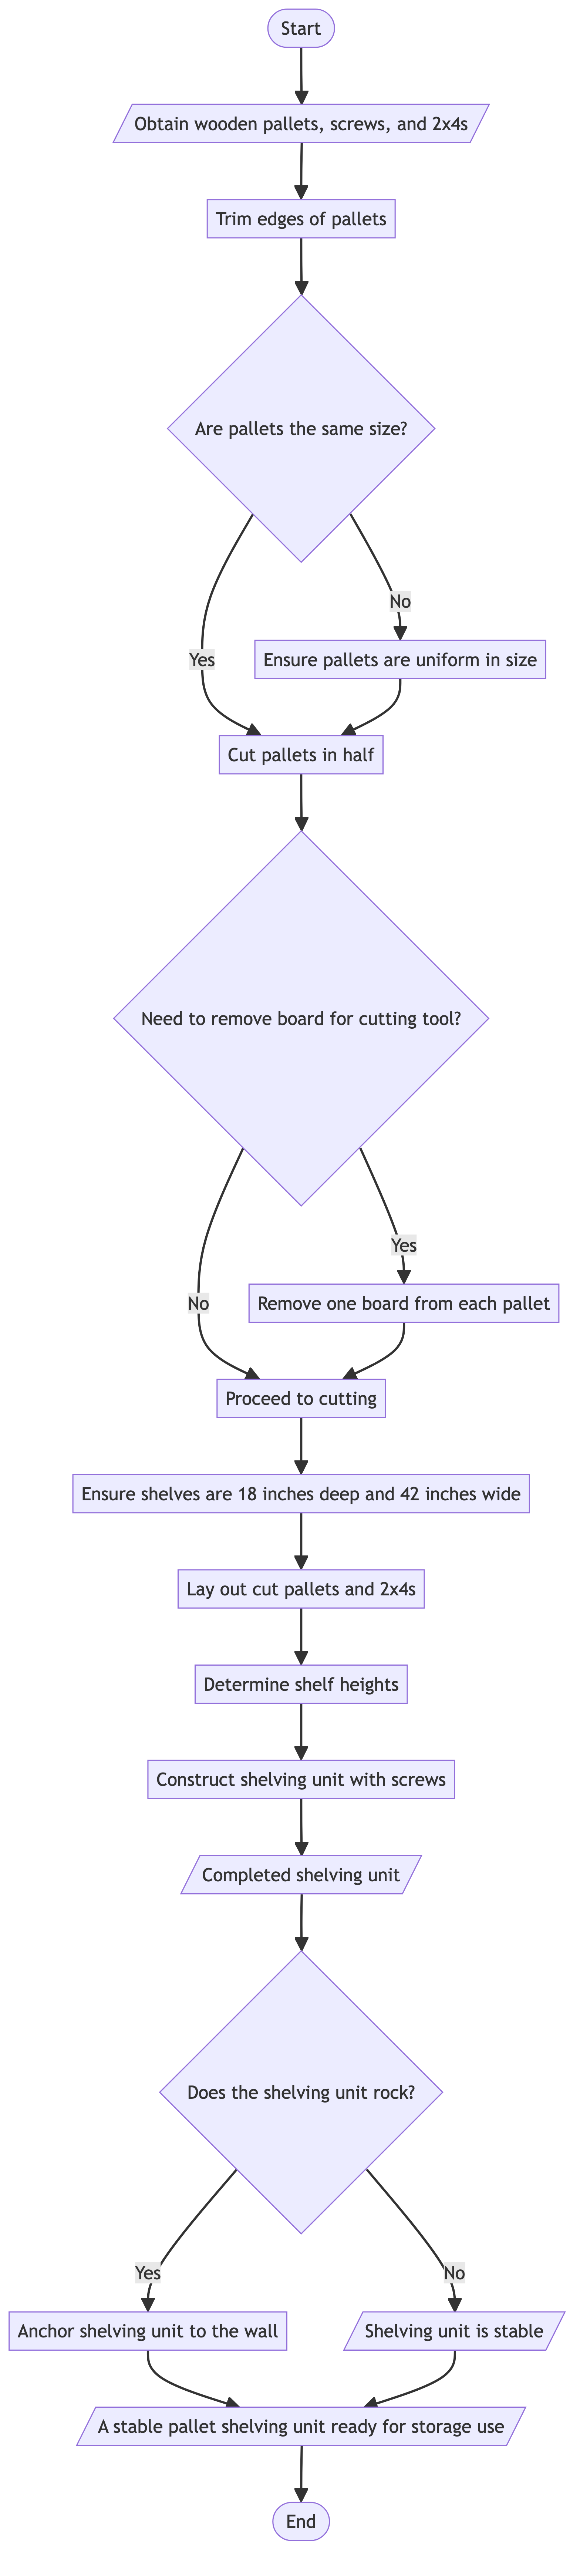 Start
Obtain wooden pallets, screws, and 2x4s
Trim edges of pallets
Are pallets the same size?
No
Yes
Ensure pallets are uniform in size
Cut pallets in half
Need to remove board for cutting tool?
Yes
No
Remove one board from each pallet
Proceed to cutting
Ensure shelves are 18 inches deep and 42 inches wide
Lay out cut pallets and 2x4s
Determine shelf heights
Construct shelving unit with screws
Completed shelving unit
Does the shelving unit rock?
Yes
No
Anchor shelving unit to the wall
Shelving unit is stable
A stable pallet shelving unit ready for storage use
End